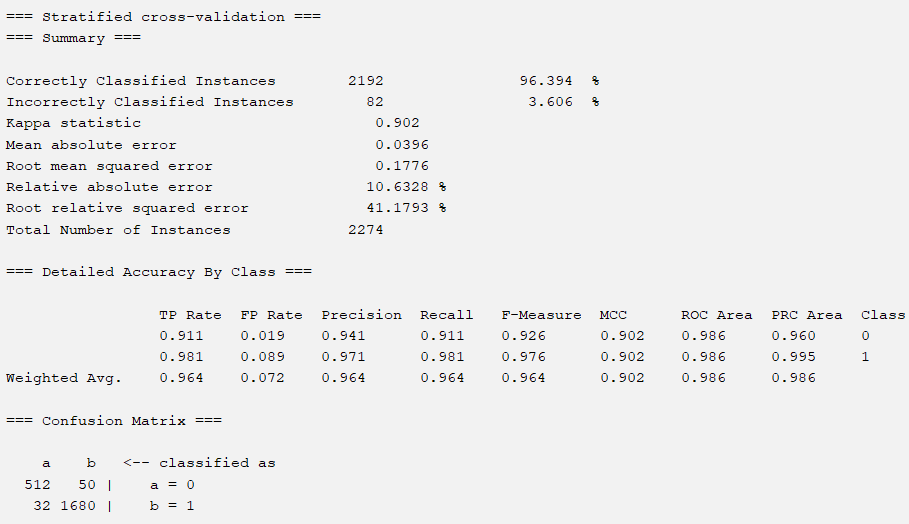 === Stratified cross-validation ===
=== Summary ===
Correctly Classified Instances        2192               96.394  %
Incorrectly Classified Instances        82                3.606  %
Kappa statistic                          0.902
Mean absolute error                      0.0396
Root mean squared error                  0.1776
Relative absolute error                 10.6328 %
Root relative squared error             41.1793 %
Total Number of Instances             2274
=== Detailed Accuracy By Class ===
                 TP Rate  FP Rate  Precision  Recall   F-Measure  MCC      ROC Area  PRC Area  Class
                 0.911    0.019    0.941      0.911    0.926      0.902    0.986     0.960     0
                 0.981    0.089    0.971      0.981    0.976      0.902    0.986     0.995     1
Weighted Avg.    0.964    0.072    0.964      0.964    0.964      0.902    0.986     0.986
=== Confusion Matrix ===
    a    b   <-- classified as
  512   50 |    a = 0
   32 1680 |    b = 1